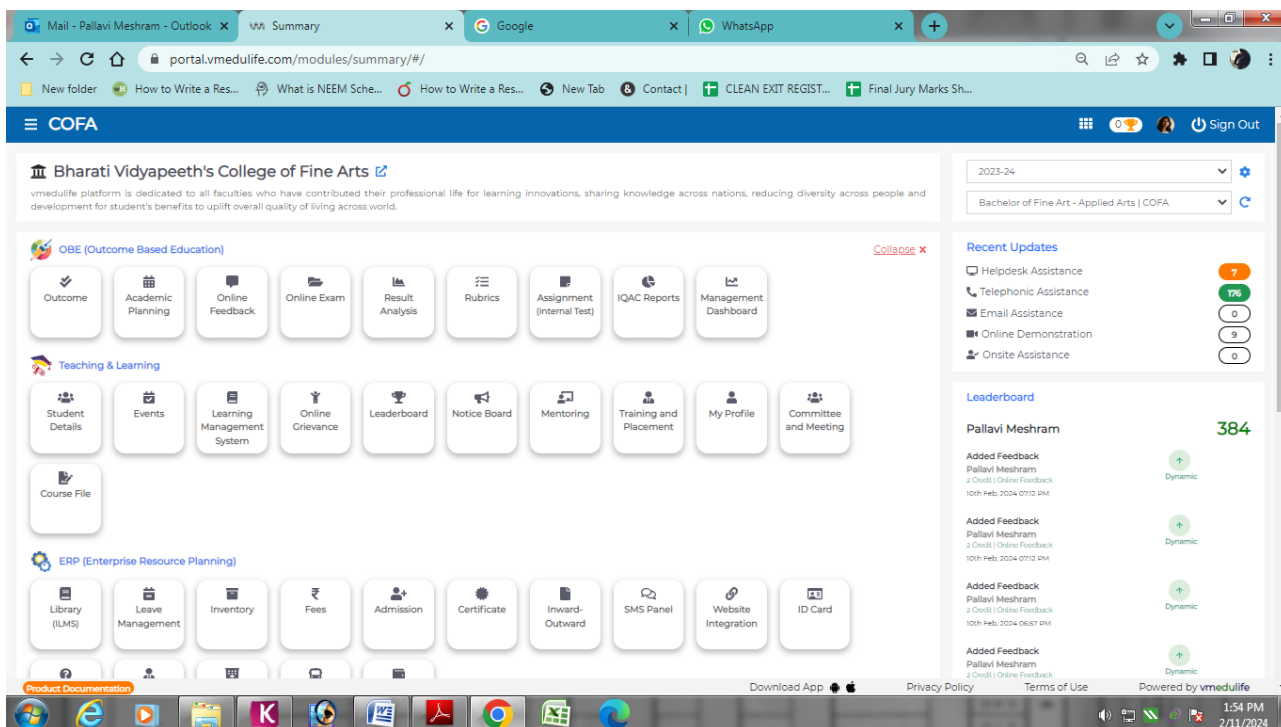 Mail - Pallavi Meshram - Outlook
Summary
Google
WhatsApp
portal.vmedulife.com/modules/summary/#/
New folder
How to Write a Res...
What is NEEM Sche...
How to Write a Res...
New Tab
Contact |
CLEAN EXIT REGIST...
Final Jury Marks Sh...
COFA
0
Sign Out
Bharati Vidyapeeth's College of Fine Arts
vmedulife platform is dedicated to all faculties who have contributed their professional life for learning innovations, sharing knowledge across nations, reducing diversity across people and
development for student's benefits to uplift overall quality of living across world.
2023-24
Bachelor of Fine Art - Applied Arts | COFA
OBE (Outcome Based Education)
Collapse x
Outcome
Academic
Planning
Online
Feedback
Online Exam
Result
Analysis
Rubrics
Assignment
(Internal Test)
IQAC Reports
Management
Dashboard
Teaching & Learning
Student
Details
Events
Learning
Management
System
Online
Grievance
Leaderboard
Notice Board
Mentoring
Training and
Placement
My Profile
Committee
and Meeting
Course File
ERP (Enterprise Resource Planning)
Library
(ILMS)
Leave
Management
Inventory
₹
Fees
Admission
Certificate
Inward-
Outward
SMS Panel
Website
Integration
ID Card
Recent Updates
Helpdesk Assistance 7
Telephonic Assistance 176
Email Assistance 0
Online Demonstration 9
Onsite Assistance 0
Leaderboard
Pallavi Meshram 384
Added Feedback
Pallavi Meshram
2 Credit | Online Feedback
10th Feb, 2024 07:12 PM
Dynamic
Added Feedback
Pallavi Meshram
2 Credit | Online Feedback
10th Feb, 2024 07:12 PM
Dynamic
Added Feedback
Pallavi Meshram
2 Credit | Online Feedback
10th Feb, 2024 06:57 PM
Dynamic
Added Feedback
Pallavi Meshram
2 Credit | Online Feedback
Dynamic
Product Documentation
Download App
Privacy Policy
Terms of Use
Powered by vmedulife
1:54 PM
2/11/2024